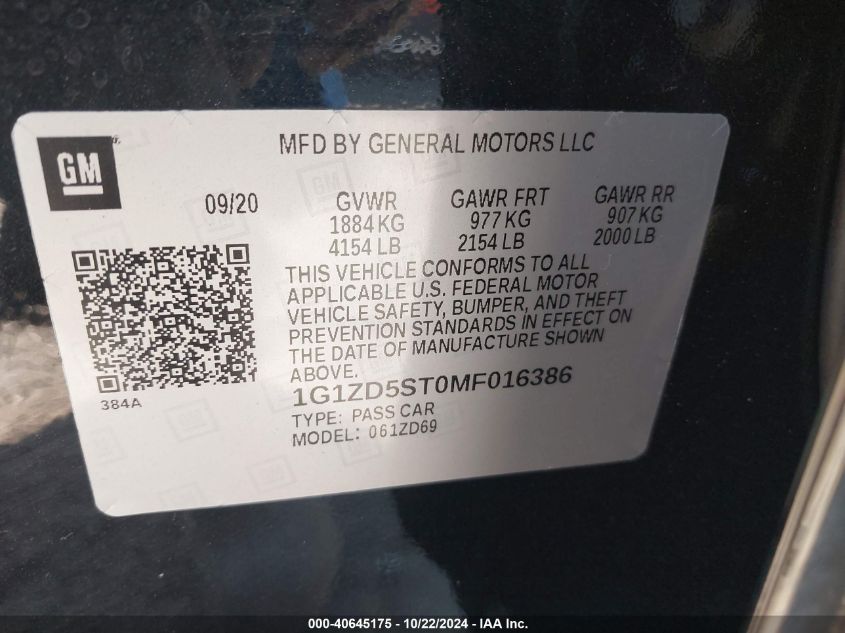 GM
MFD BY GENERAL MOTORS LLC
09/20 GVWR GAWR FRT GAWR RR
1884 KG 977 KG 907 KG
4154 LB 2154 LB 2000 LB
THIS VEHICLE CONFORMS TO ALL
APPLICABLE U.S. FEDERAL MOTOR
VEHICLE SAFETY, BUMPER, AND THEFT
PREVENTION STANDARDS IN EFFECT ON
THE DATE OF MANUFACTURE SHOWN
ABOVE.
384A
1G1ZD5ST0MF016386
TYPE: PASS CAR
MODEL: 061ZD69
000-40645175 - 10/22/2024 - IAA Inc.